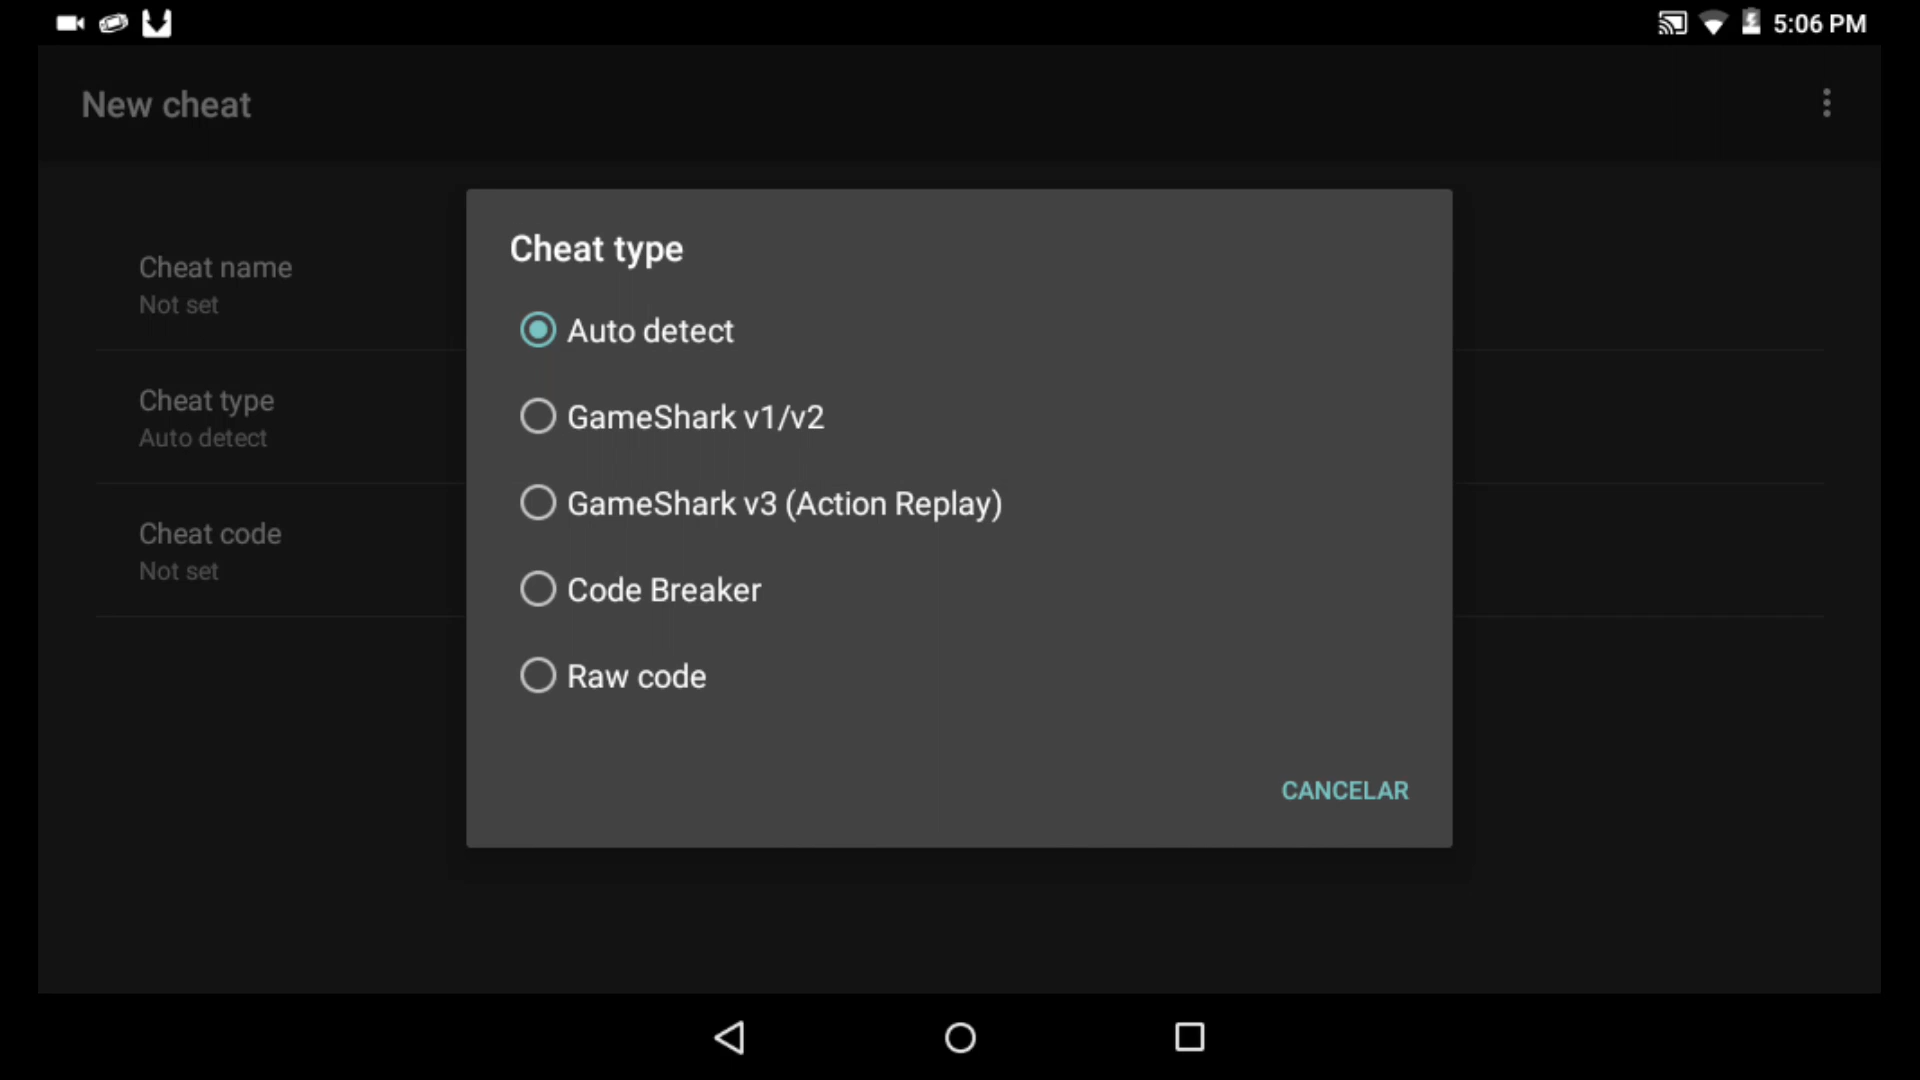 5:06 PM
New cheat
Cheat name
Not set
Cheat type
Auto detect
Cheat code
Not set
Cheat type
Auto detect
GameShark v1/v2
GameShark v3 (Action Replay)
Code Breaker
Raw code
CANCELAR